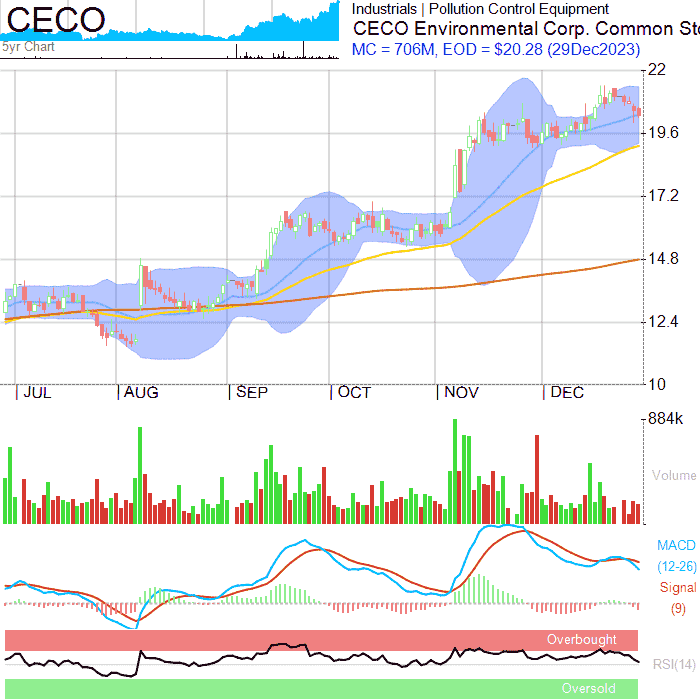 CECO
5yr Chart
Industrials | Pollution Control Equipment
CECO Environmental Corp. Common Sto
MC = 706M, EOD = $20.28 (29Dec2023)
22
19.6
17.2
14.8
12.4
10
JUL AUG SEP OCT NOV DEC
884k
Volume
MACD
(12-26)
Signal
(9)
Overbought
RSI(14)
Oversold